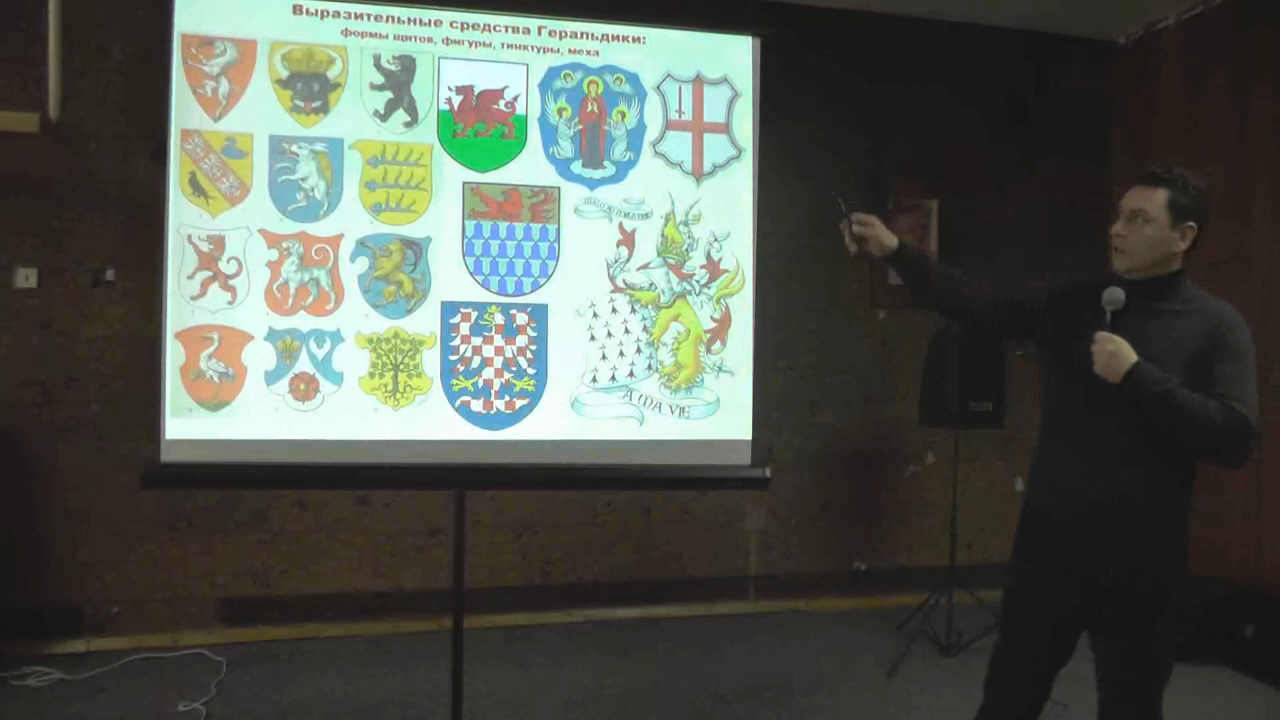 Выразительные средства Геральдики:
формы щитов, фигуры, тинктуры, меха
A MA VIE